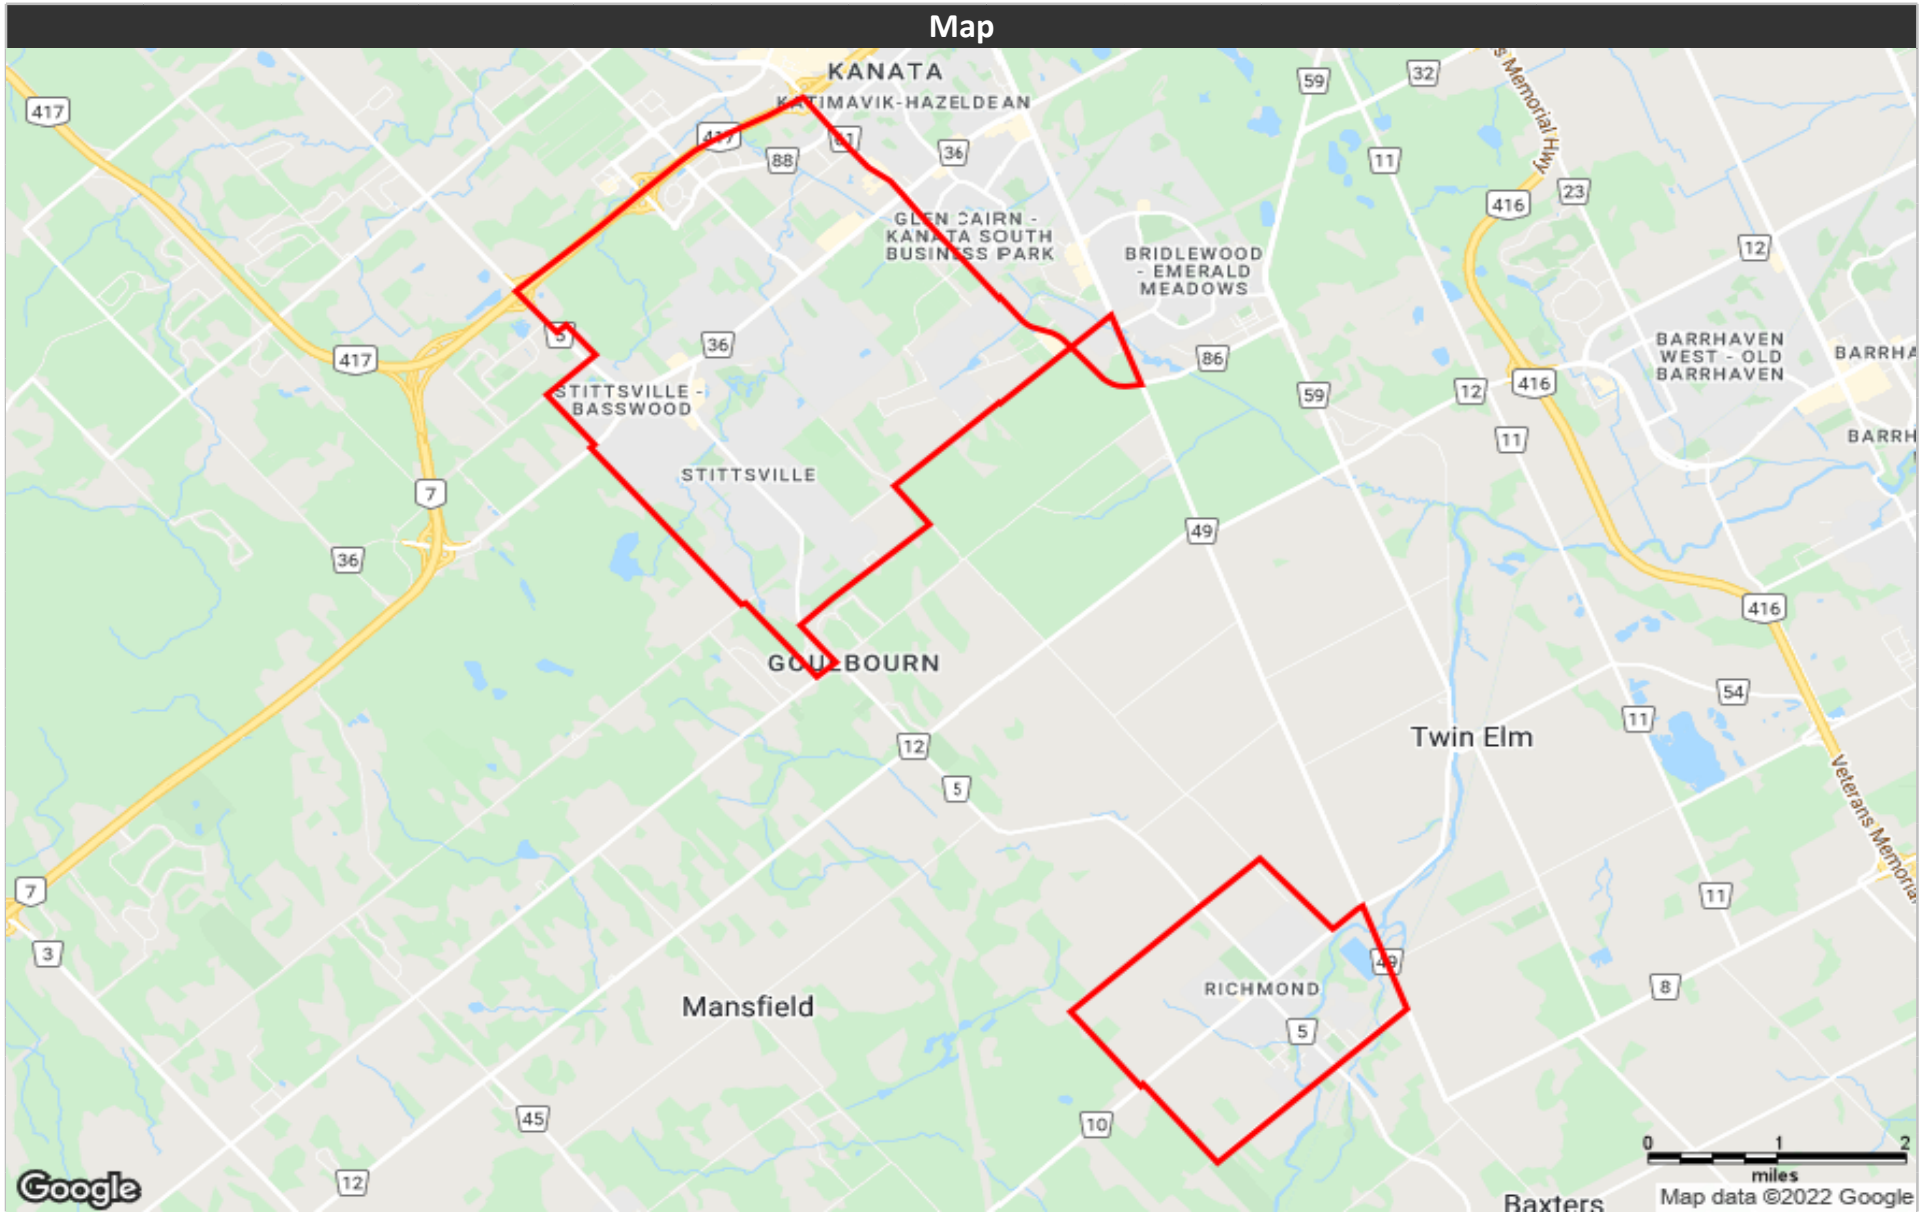 Map
KANATA
KATIMAVIK-HAZELDEAN
417
59
32
s Memorial Hwy
417
61
88
36
11
23
416
GLEN CAIRN -
KANATA SOUTH
BUSINESS PARK
BRIDLEWOOD
- EMERALD
MEADOWS
12
5
36
417
86
BARRHAVEN
WEST - OLD
BARRHAVEN
BARRHA
STITTSVILLE -
BASSWOOD
59
12
416
11
BARRH
STITTSVILLE
7
49
36
416
GOULBOURN
54
11
Twin Elm
12
5
Veterans Memorial
7
11
3
49
RICHMOND
8
Mansfield
5
45
10
12
0 1 2
miles
Google
Map data ©2022 Google
Baxters